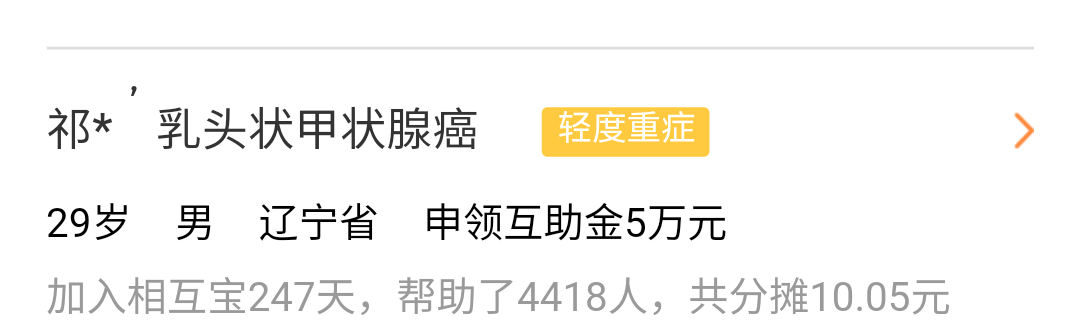 祁*，乳头状甲状腺癌 轻度重症
29岁 男 辽宁省 申领互助金5万元
加入相互宝247天，帮助了4418人，共分摊10.05元